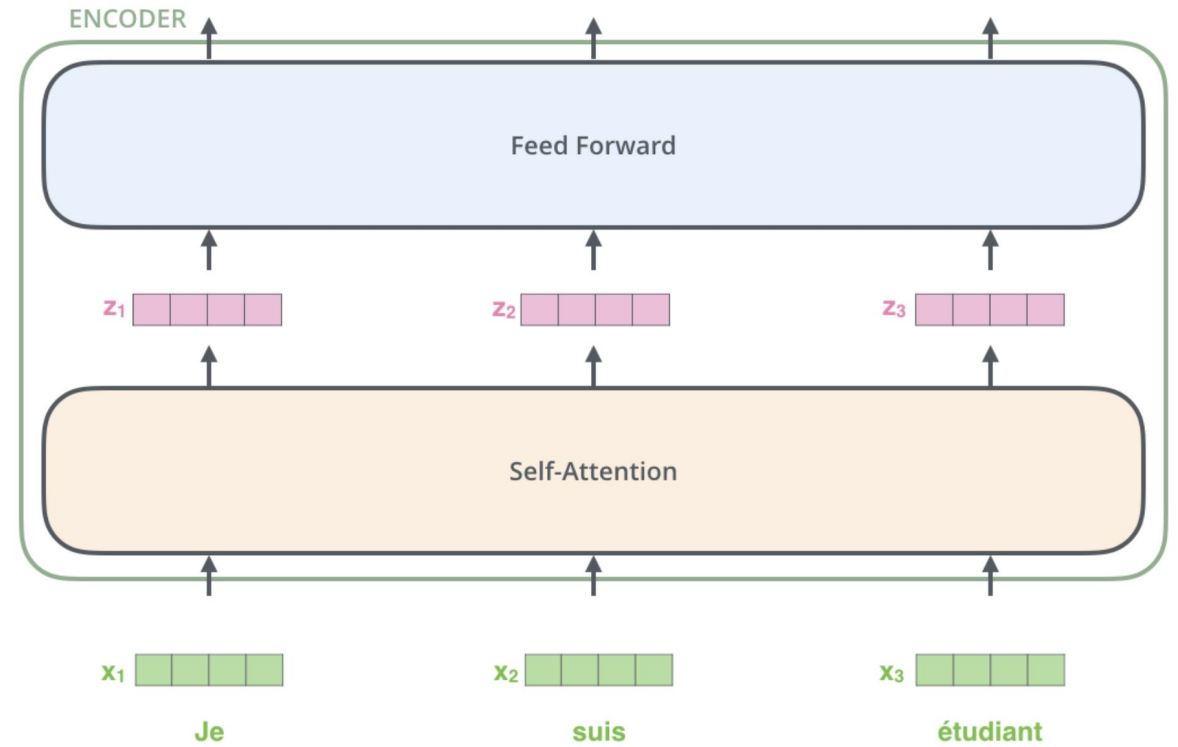 ENCODER
Feed Forward
z₁ z₂ z₃
Self-Attention
x₁ x₂ x₃
Je suis étudiant